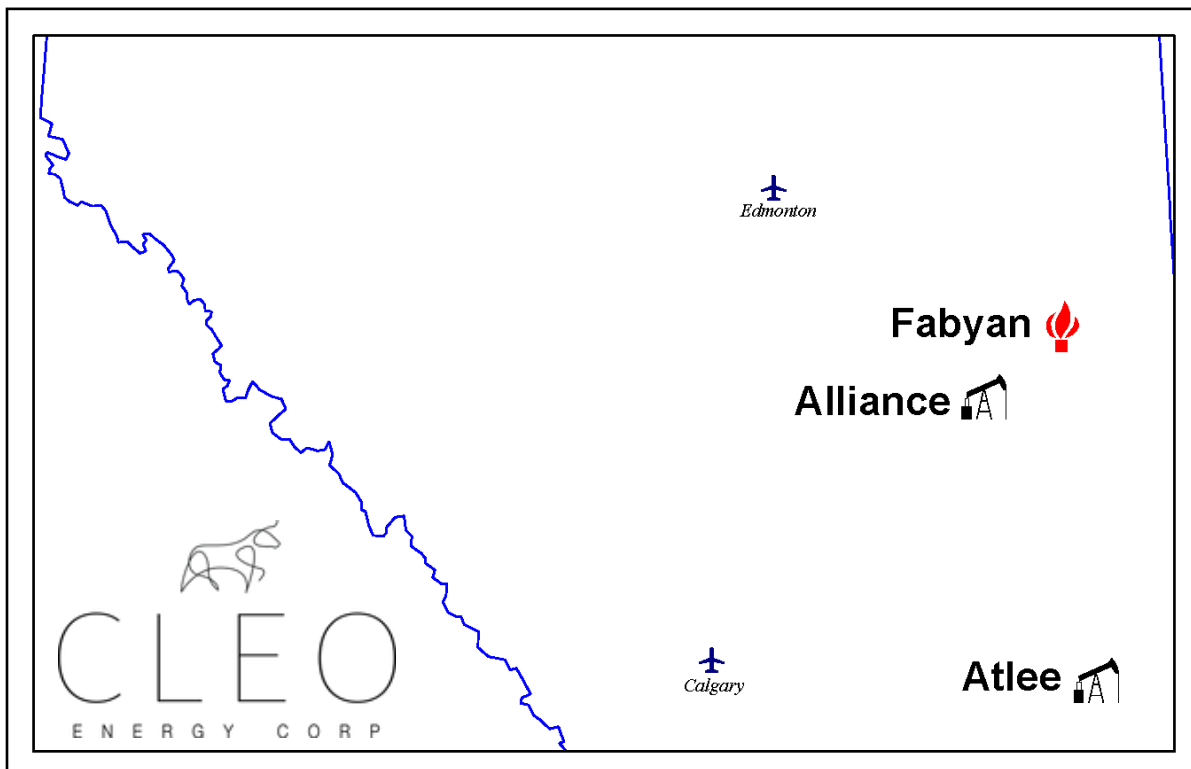 Edmonton
Fabyan
Alliance
CLEO
ENERGY CORP
Calgary
Atlee